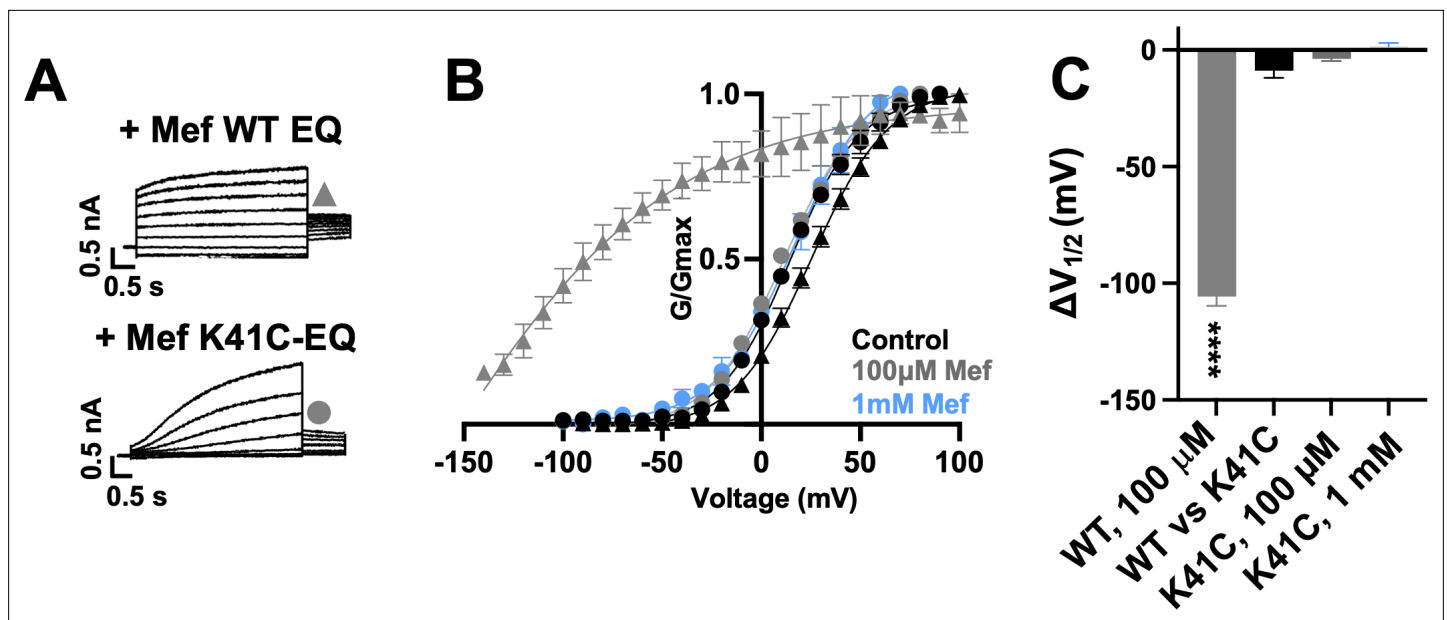 A
+ Mef WT EQ
0.5 nA
0.5 s
+ Mef K41C-EQ
0.5 nA
0.5 s
B
1.0
0.5
G/Gmax
Control
100µM Mef
1mM Mef
-150 -100 -50 0 50 100
Voltage (mV)
C
0
-50
-100
-150
ΔV1/2 (mV)
****
WT, 100 µM
WT vs K41C
K41C, 100 µM
K41C, 1 mM